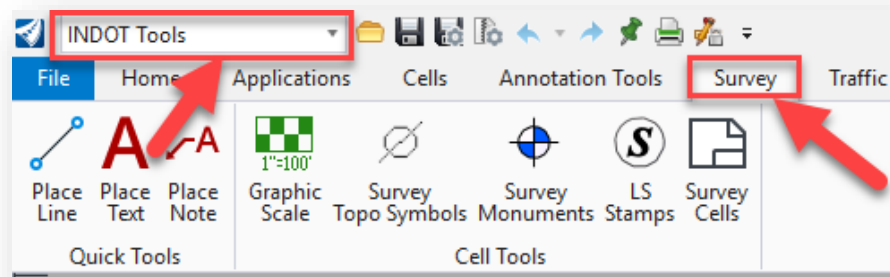 INDOT Tools
File Home Applications Cells Annotation Tools Survey Traffic
A A
1"=100' S
Place Place Place Graphic Survey Survey LS Survey
Line Text Note Scale Topo Symbols Monuments Stamps Cells
Quick Tools Cell Tools